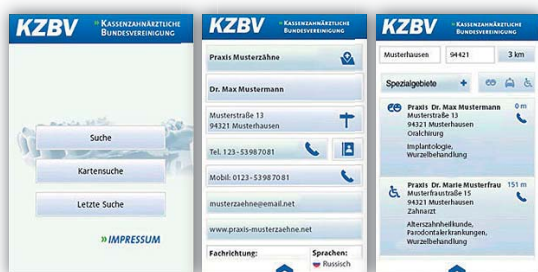 KZBV
» KASSENZAHNÄRZTLICHE
BUNDESVEREINIGUNG
Suche
Kartensuche
Letzte Suche
» IMPRESSUM
KZBV
» KASSENZAHNÄRZTLICHE
BUNDESVEREINIGUNG
Praxis Musterzähne
Dr. Max Mustermann
Musterstraße 13
94321 Musterhausen
Tel. 123 - 53987081
Mobil: 0123 - 53987081
musterzaehne@email.net
www.praxis-musterzaehne.net
Fachrichtung: Sprachen:
Russisch
KZBV
» KASSENZAHNÄRZTLICHE
BUNDESVEREINIGUNG
Musterhausen 94421 3 km
Spezialgebiete +
Praxis Dr. Max Mustermann 0 m
Musterstraße 13
94321 Musterhausen
Oralchirurg
Implantologie,
Wurzelbehandlung
Praxis Dr. Marie Musterfrau 151 m
Musterfraustraße 15
94321 Musterhausen
Zahnarzt
Alterszahnheilkunde,
Parodontalerkrankungen,
Wurzelbehandlung